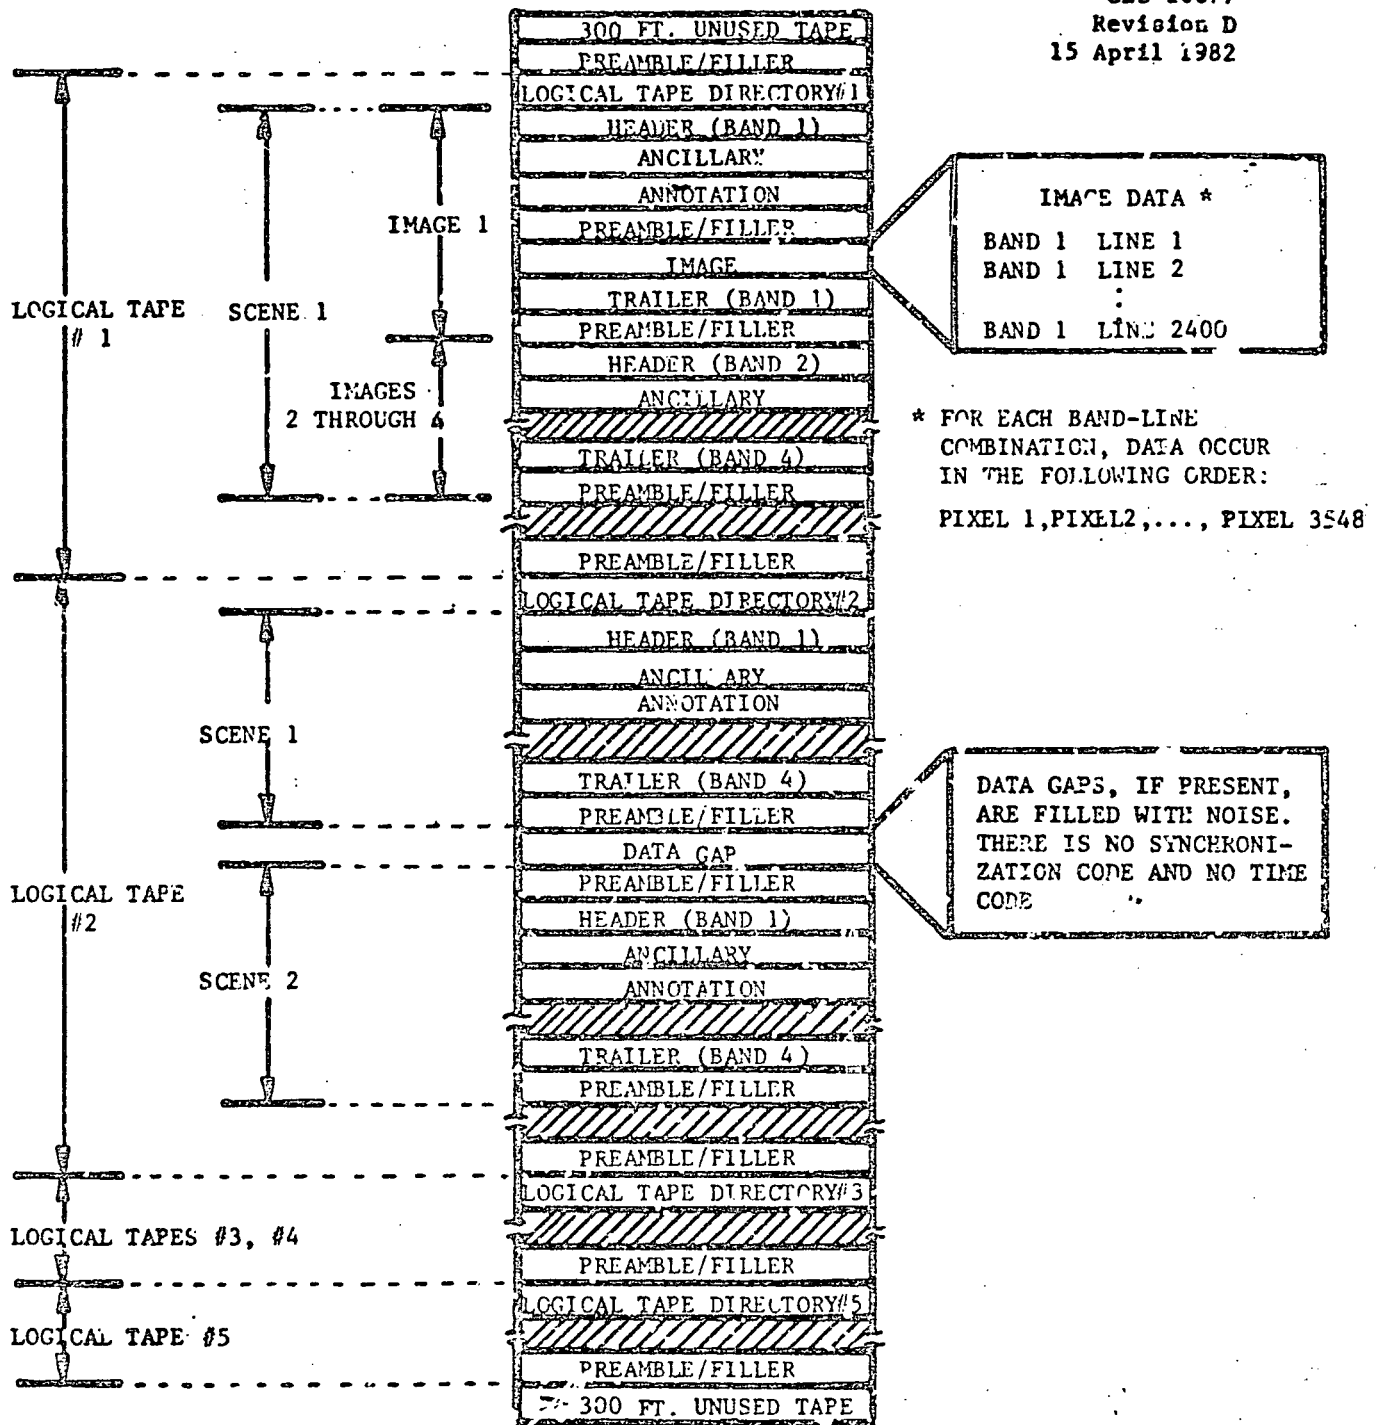 Revision D
15 April 1982
300 FT. UNUSED TAPE
PREAMBLE/FILLER
LOGICAL TAPE DIRECTORY#1
HEADER (BAND 1)
ANCILLARY
ANNOTATION
PREAMBLE/FILLER
IMAGE
TRAILER (BAND 1)
PREAMBLE/FILLER
HEADER (BAND 2)
ANCILLARY
TRAILER (BAND 4)
PREAMBLE/FILLER
PREAMBLE/FILLER
LOGICAL TAPE DIRECTORY#2
HEADER (BAND 1)
ANCILLARY
ANNOTATION
TRAILER (BAND 4)
PREAMBLE/FILLER
DATA GAP
PREAMBLE/FILLER
HEADER (BAND 1)
ANCILLARY
ANNOTATION
TRAILER (BAND 4)
PREAMBLE/FILLER
PREAMBLE/FILLER
LOGICAL TAPE DIRECTORY#3
PREAMBLE/FILLER
LOGICAL TAPE DIRECTORY#5
PREAMBLE/FILLER
300 FT. UNUSED TAPE
LOGICAL TAPE
# 1
SCENE 1
IMAGE 1
IMAGES
2 THROUGH 4
LOGICAL TAPE
#2
SCENE 1
SCENE 2
LOGICAL TAPES #3, #4
LOGICAL TAPE #5
IMAGE DATA *
BAND 1 LINE 1
BAND 1 LINE 2
:
BAND 1 LINE 2400
* FOR EACH BAND-LINE
COMBINATION, DATA OCCUR
IN THE FOLLOWING ORDER:
PIXEL 1,PIXEL2,..., PIXEL 3548
DATA GAPS, IF PRESENT,
ARE FILLED WITH NOISE.
THERE IS NO SYNCHRONI-
ZATION CODE AND NO TIME
CODE